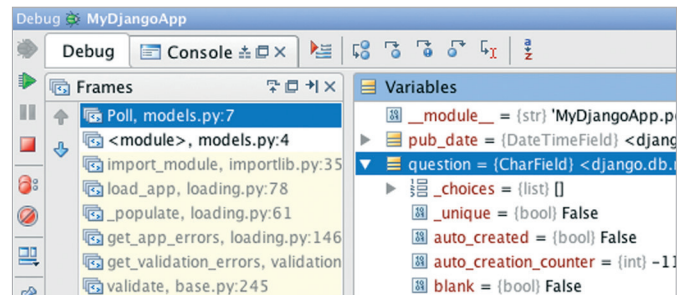 Debug MyDjangoApp
Debug Console
Frames
Poll, models.py:7
<module>, models.py:4
import_module, importlib.py:35
load_app, loading.py:78
_populate, loading.py:61
get_app_errors, loading.py:146
get_validation_errors, validation
validate, base.py:245
Variables
__module__ = {str} 'MyDjangoApp.p
pub_date = {DateTimeField} <djang
question = {CharField} <django.db.
_choices = {list} []
_unique = {bool} False
auto_created = {bool} False
auto_creation_counter = {int} -11
blank = {bool} False